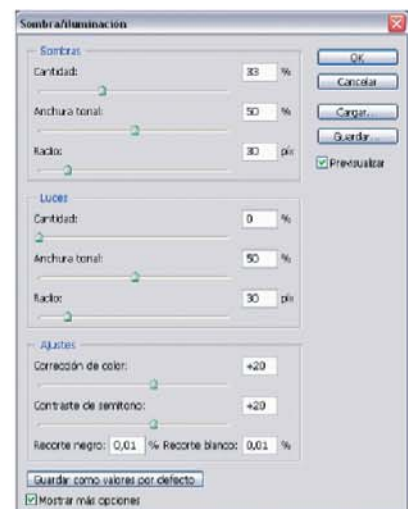 Sombra/iluminación
Sombras
Cantidad: 33 %
Anchura tonal: 50 %
Radio: 30 pix
Luces
Cantidad: 0 %
Anchura tonal: 50 %
Radio: 30 pix
Ajustes
Corrección de color: +20
Contraste de semitono: +20
Recorte negro: 0,01 % Recorte blanco: 0,01 %
Guardar como valores por defecto
Mostrar más opciones
OK
Cancelar
Cargar...
Guardar...
Previsualizar